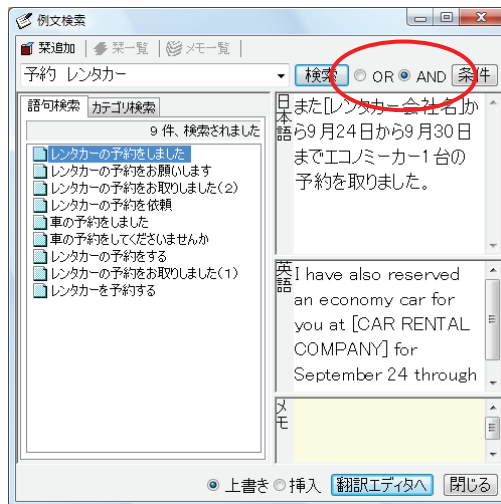 例文検索
栞追加 栞一覧 メモ一覧
予約 レンタカー 検索 OR AND 条件
語句検索 カテゴリ検索
9 件、検索されました
レンタカーの予約をしました
レンタカーの予約をお願いします
レンタカーの予約をお取りしました(2)
レンタカーの予約を依頼
車の予約をしました
車の予約をしてくださいませんか
レンタカーの予約をする
レンタカーの予約をお取りしました(1)
レンタカーを予約する
日本語
また[レンタカー会社名]か
ら9月24日から9月30日
までエコノミーカー1台の
予約を取りました。
英語
I have also reserved
an economy car for
you at [CAR RENTAL
COMPANY] for
September 24 through
メモ
上書き 挿入 翻訳エディタへ 閉じる